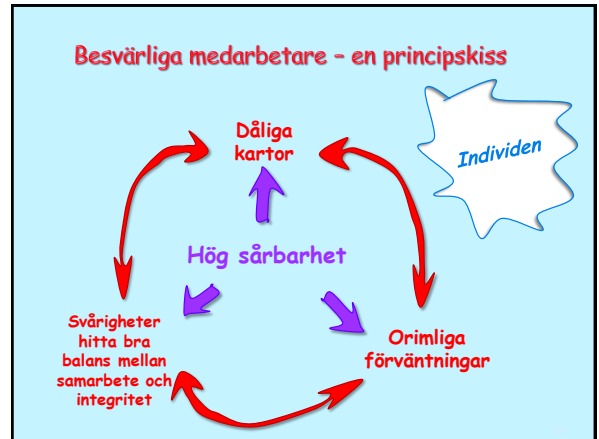 Besvärliga medarbetare – en principskiss
Dåliga
kartor
Individen
Hög sårbarhet
Svårigheter
hitta bra
balans mellan
samarbete och
integritet
Orimliga
förväntningar